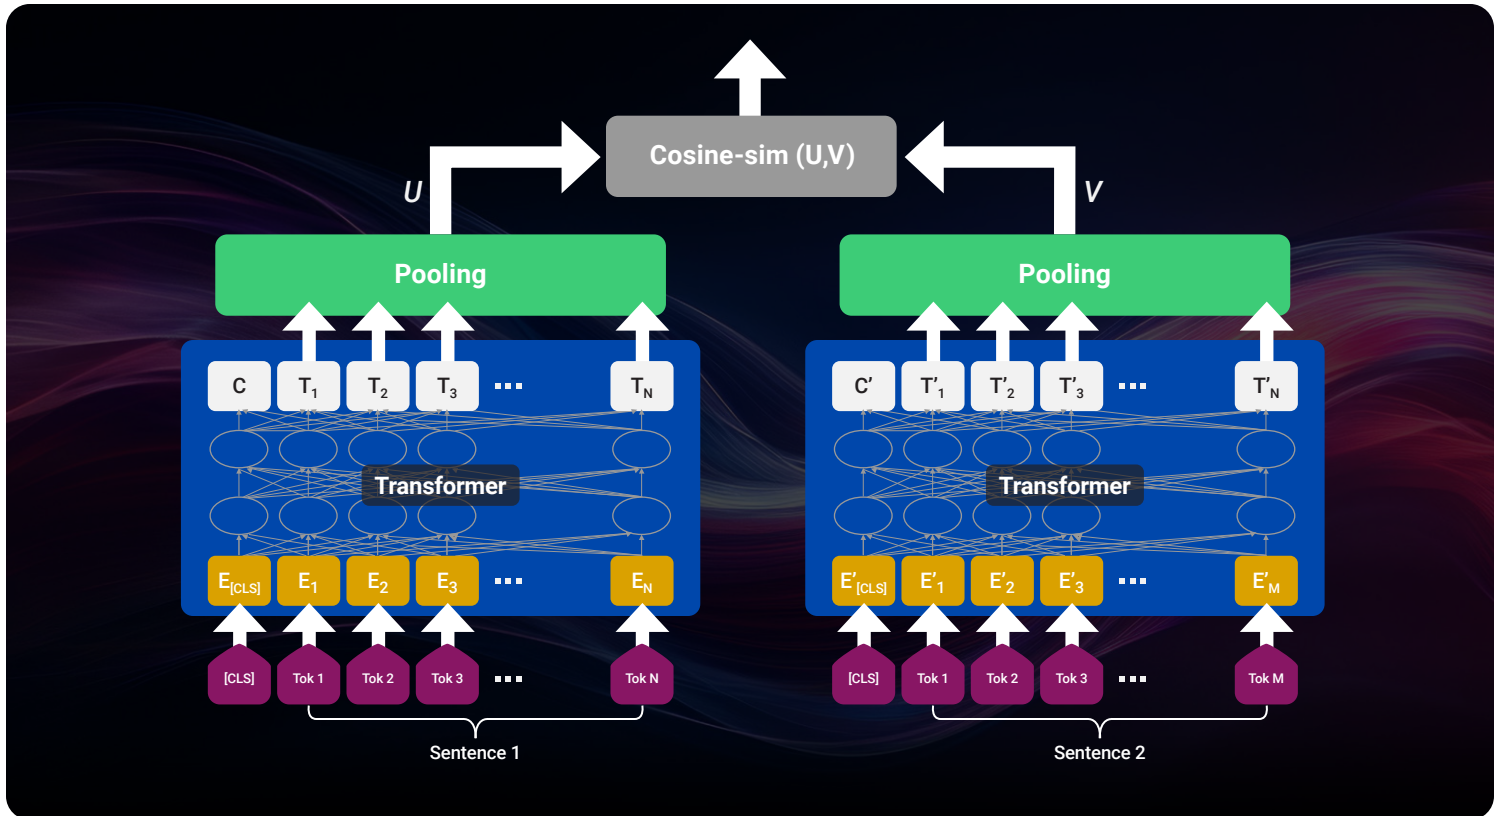 Cosine-sim (U,V)
U V
Pooling Pooling
C T1 T2 T3 ... TN C’ T’1 T’2 T’3 ... T’N
Transformer Transformer
E[CLS] E1 E2 E3 ... EN E’[CLS] E’1 E’2 E’3 ... E’M
[CLS] Tok 1 Tok 2 Tok 3 ... Tok N [CLS] Tok 1 Tok 2 Tok 3 ... Tok M
Sentence 1 Sentence 2